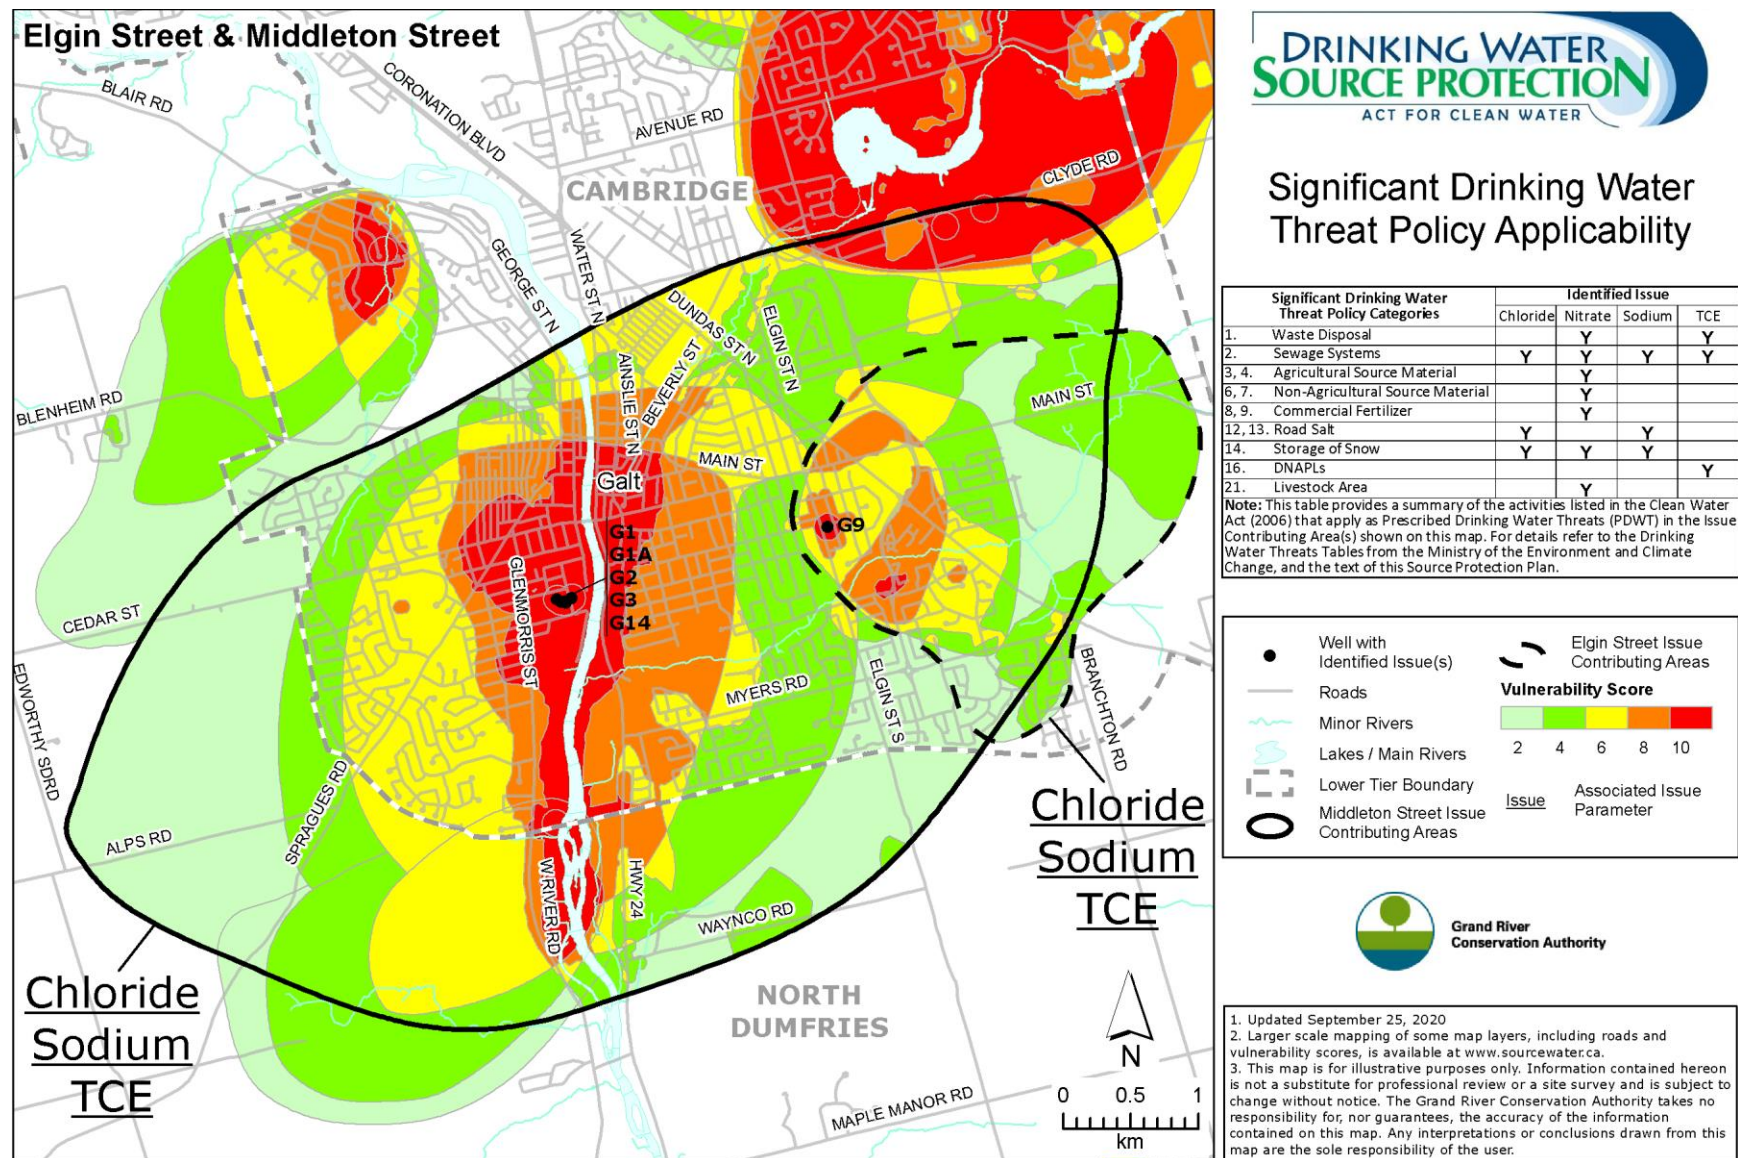 Elgin Street & Middleton Street
BLAIR RD
CORONATION BLVD
AVENUE RD
CLYDE RD
CAMBRIDGE
GEORGE ST N
WATER ST N
DUNDAS ST N
ELGIN ST N
AINSLIE ST N
BEVERLY ST
BLENHEIM RD
MAIN ST
MAIN ST
Galt
G9
G1
G1A
G2
G3
G14
GLENMORRIS ST
CEDAR ST
EDWORTHY SDRD
MYERS RD
ELGIN ST S
BRANCHTON RD
SPRAGUES RD
ALPS RD
W RIVER RD
HWY 24
WAYNCO RD
Chloride
Sodium
TCE
Chloride
Sodium
TCE
NORTH
DUMFRIES
MAPLE MANOR RD
N
0 0.5 1
km
DRINKING WATER
SOURCE PROTECTION
ACT FOR CLEAN WATER
Significant Drinking Water
Threat Policy Applicability
Significant Drinking Water
Threat Policy Categories
Identified Issue
Chloride Nitrate Sodium TCE
1. Waste Disposal Y Y
2. Sewage Systems Y Y Y Y
3, 4. Agricultural Source Material Y
6, 7. Non-Agricultural Source Material Y
8, 9. Commercial Fertilizer Y
12, 13. Road Salt Y Y
14. Storage of Snow Y Y Y
16. DNAPLs Y
21. Livestock Area Y
Note: This table provides a summary of the activities listed in the Clean Water
Act (2006) that apply as Prescribed Drinking Water Threats (PDWT) in the Issue
Contributing Area(s) shown on this map. For details refer to the Drinking
Water Threats Tables from the Ministry of the Environment and Climate
Change, and the text of this Source Protection Plan.
Well with
Identified Issue(s)
Roads
Minor Rivers
Lakes / Main Rivers
Lower Tier Boundary
Middleton Street Issue
Contributing Areas
Elgin Street Issue
Contributing Areas
Vulnerability Score
2 4 6 8 10
Issue
Associated Issue
Parameter
Grand River
Conservation Authority
1. Updated September 25, 2020
2. Larger scale mapping of some map layers, including roads and
vulnerability scores, is available at www.sourcewater.ca.
3. This map is for illustrative purposes only. Information contained hereon
is not a substitute for professional review or a site survey and is subject to
change without notice. The Grand River Conservation Authority takes no
responsibility for, nor guarantees, the accuracy of the information
contained on this map. Any interpretations or conclusions drawn from this
map are the sole responsibility of the user.